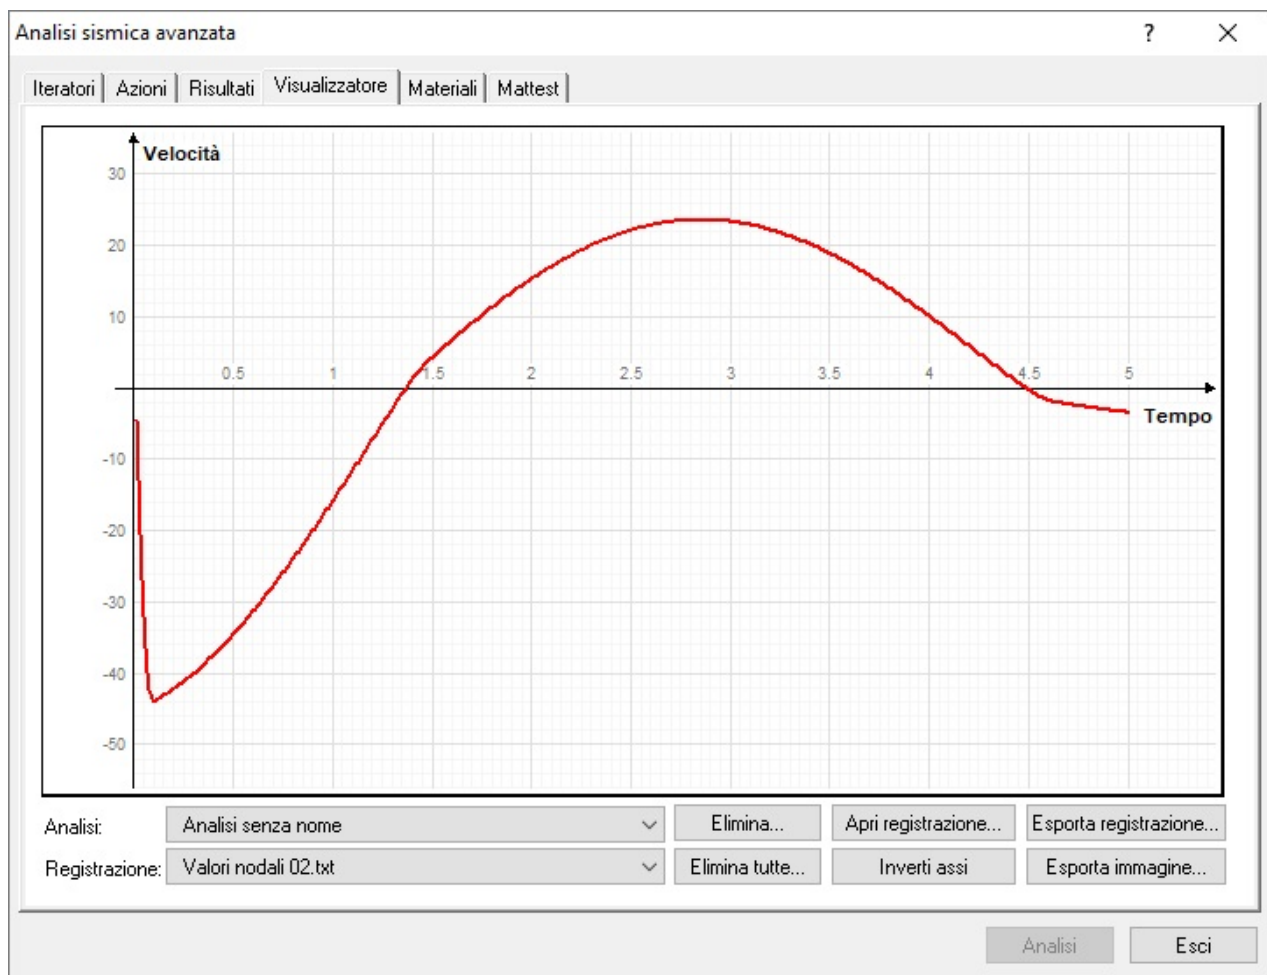 Analisi sismica avanzata ?
Iteratori Azioni Risultati Visualizzatore Materiali Mattest
Velocità
30
20
10
0.5 1 1.5 2 2.5 3 3.5 4 4.5 5
Tempo
-10
-20
-30
-40
-50
Analisi: Analisi senza nome Elimina... Apri registrazione... Esporta registrazione...
Registrazione: Valori nodali 02.txt Elimina tutte... Inverti assi Esporta immagine...
Analisi Esci